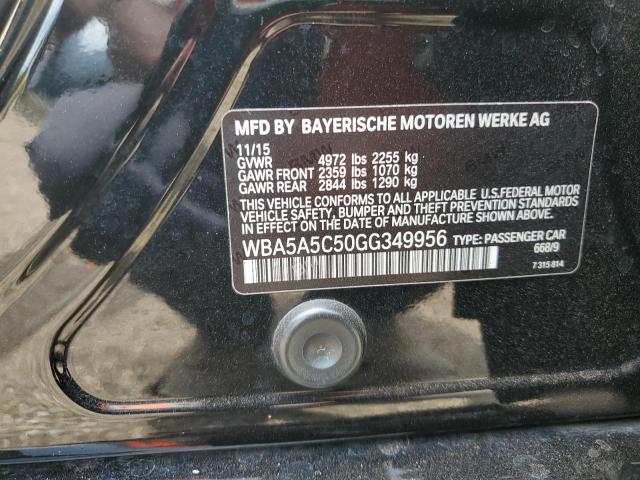 MFD BY BAYERISCHE MOTOREN WERKE AG
11/15
GVWR 4972 lbs 2255 kg
GAWR FRONT 2359 lbs 1070 kg
GAWR REAR 2844 lbs 1290 kg
THIS VEHICLE CONFORMS TO ALL APPLICABLE U.S.FEDERAL MOTOR
VEHICLE SAFETY, BUMPER, AND THEFT PREVENTION STANDARDS
IN EFFECT ON THE DATE OF MANUFACTURE SHOWN ABOVE.
WBA5A5C50GG349956 TYPE: PASSENGER CAR
668/9
7 315 814